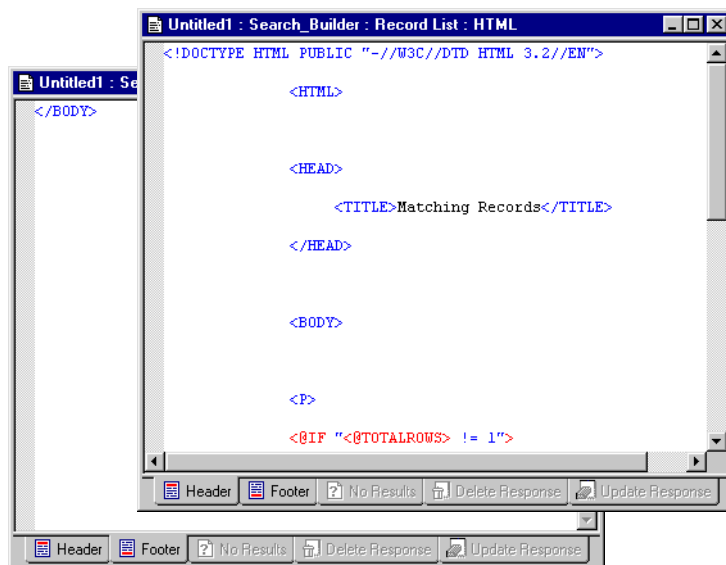 Untitled1 : Search_Builder : Record List : HTML
<!DOCTYPE HTML PUBLIC "-//W3C//DTD HTML 3.2//EN">
<HTML>
<HEAD>
<TITLE>Matching Records</TITLE>
</HEAD>
<BODY>
<P>
<@IF "<@TOTALROWS> != 1">
Header Footer No Results Delete Response Update Response
Untitled1 : Se
</BODY>
Header Footer No Results Delete Response Update Response